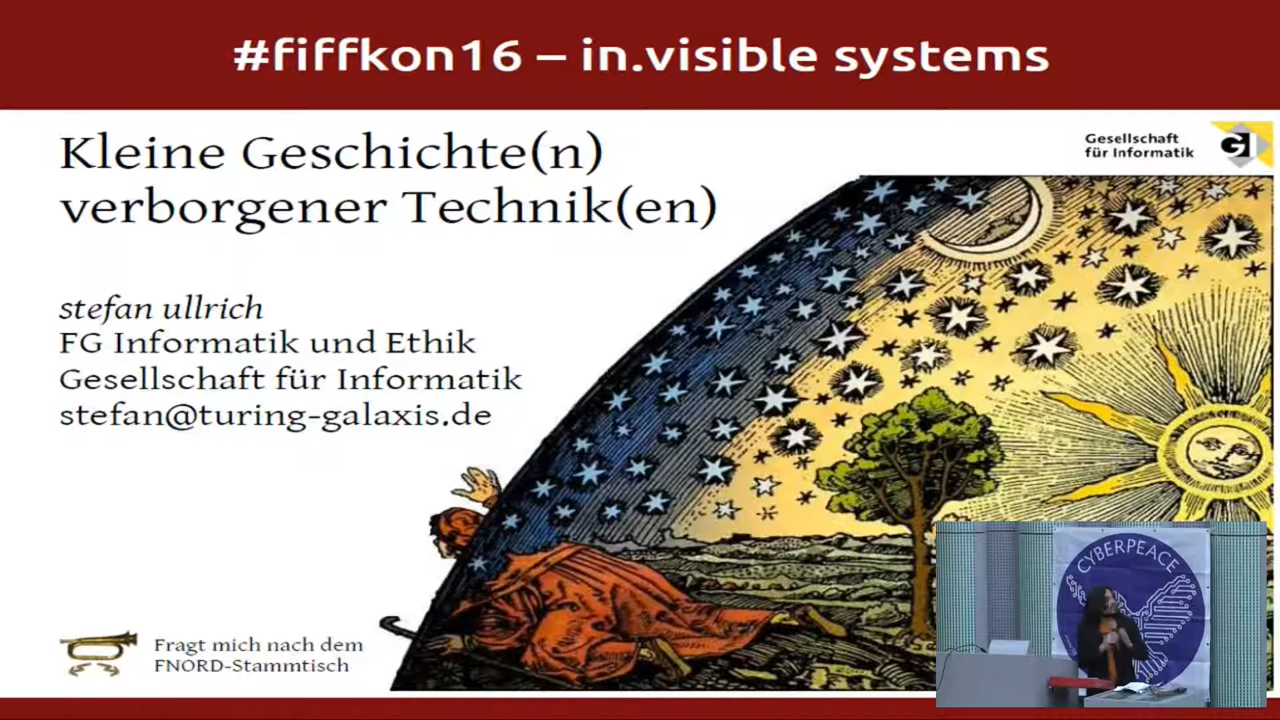 #fiffkon16 – in.visible systems
Kleine Geschichte(n)
verborgener Technik(en)
Gesellschaft
für Informatik
GI
stefan ullrich
FG Informatik und Ethik
Gesellschaft für Informatik
stefan@turing-galaxis.de
Fragt mich nach dem
FNORD-Stammtisch
CYBERPEACE